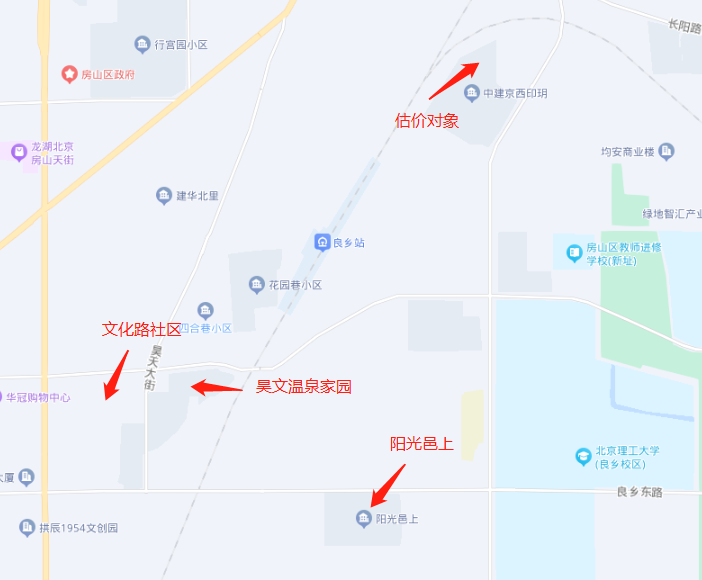 长阳路
行宫园小区
房山区政府
中建京西印玥
估价对象
龙湖北京
房山天街
均安商业楼
建华北里
绿地智汇产业
良乡站
房山区教师进修
学校(新址)
花园巷小区
文化路社区
四合巷小区
昊天大街
昊文温泉家园
华冠购物中心
阳光邑上
北京理工大学
(良乡校区)
大厦
良乡东路
阳光邑上
拱辰1954文创园